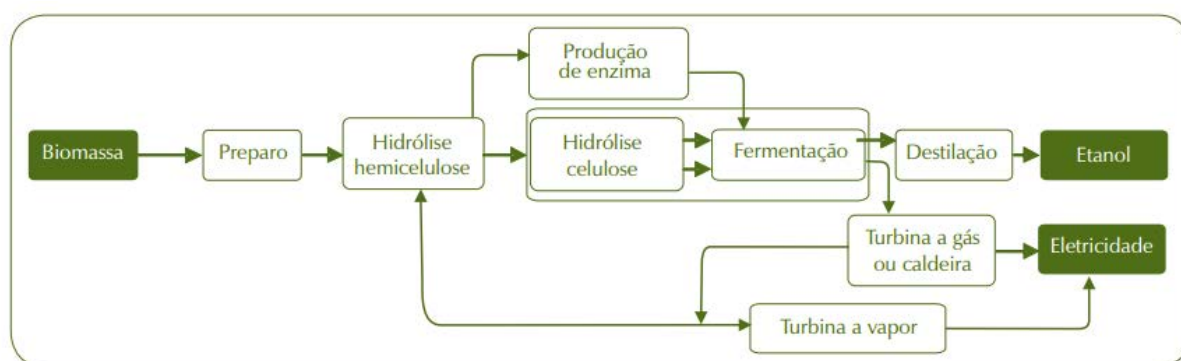 Biomassa
Preparo
Hidrólise
hemicelulose
Produção
de enzima
Hidrólise
celulose
Fermentação
Destilação
Etanol
Turbina a gás
ou caldeira
Eletricidade
Turbina a vapor